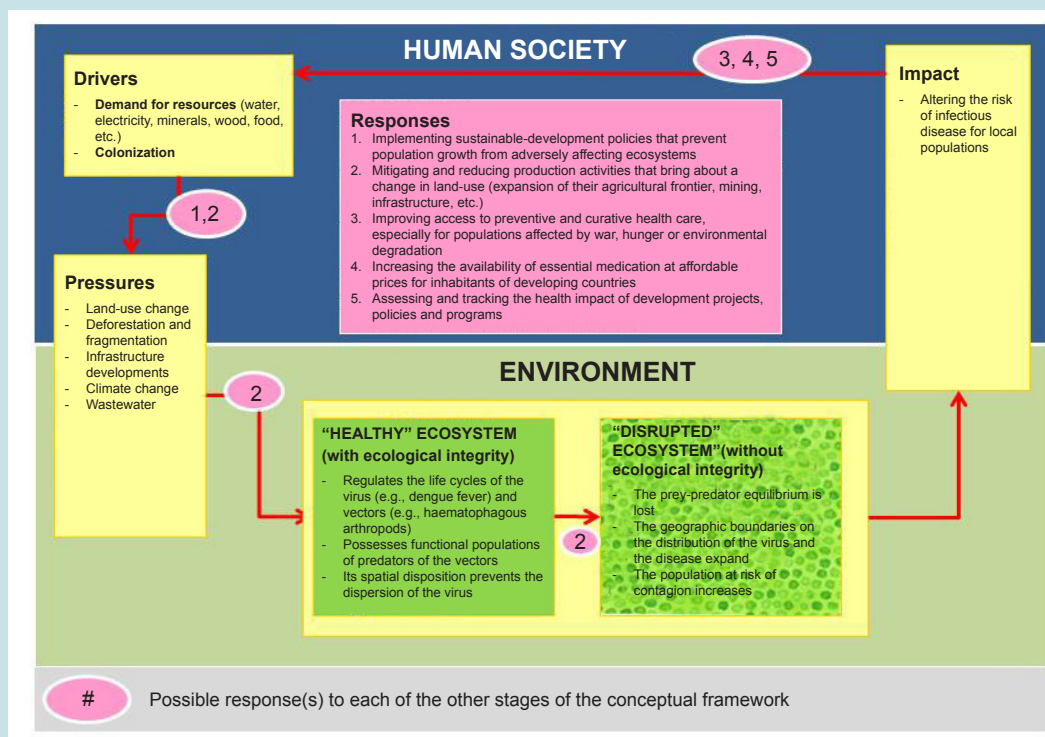 HUMAN SOCIETY
3, 4, 5
Drivers
- Demand for resources (water,
electricity, minerals, wood, food,
etc.)
- Colonization
Impact
- Altering the risk
of infectious
disease for local
populations
Responses
1. Implementing sustainable-development policies that prevent
population growth from adversely affecting ecosystems
2. Mitigating and reducing production activities that bring about a
change in land-use (expansion of their agricultural frontier, mining,
infrastructure, etc.)
3. Improving access to preventive and curative health care,
especially for populations affected by war, hunger or environmental
degradation
4. Increasing the availability of essential medication at affordable
prices for inhabitants of developing countries
5. Assessing and tracking the health impact of development projects,
policies and programs
1,2
Pressures
- Land-use change
- Deforestation and
fragmentation
- Infrastructure
developments
- Climate change
- Wastewater
ENVIRONMENT
2
“HEALTHY” ECOSYSTEM
(with ecological integrity)
- Regulates the life cycles of the
virus (e.g., dengue fever) and
vectors (e.g., haematophagous
arthropods)
- Possesses functional populations
of predators of the vectors
- Its spatial disposition prevents the
dispersion of the virus
2
“DISRUPTED”
ECOSYSTEM”(without
ecological integrity)
- The prey-predator equilibrium is
lost
- The geographic boundaries on
the distribution of the virus and
the disease expand
- The population at risk of
contagion increases
# Possible response(s) to each of the other stages of the conceptual framework